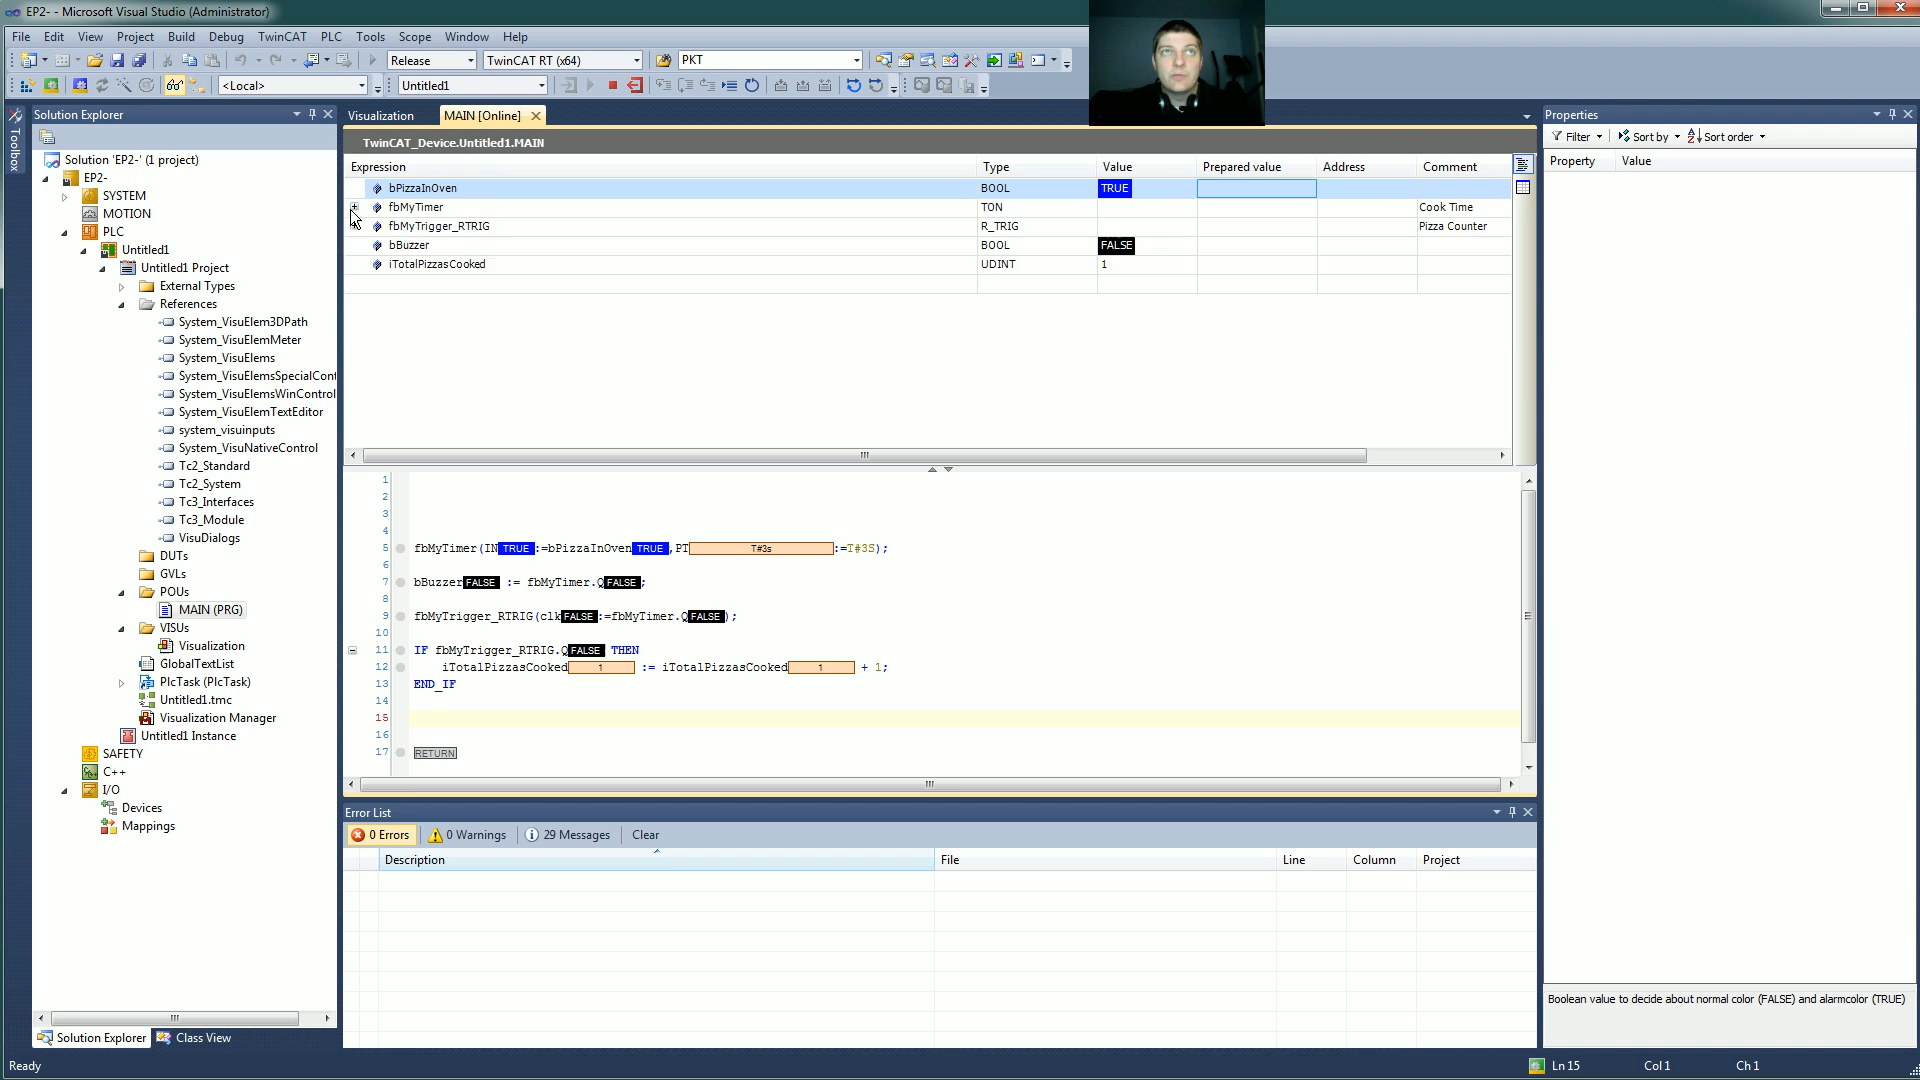 EP2- - Microsoft Visual Studio (Administrator)
File Edit View Project Build Debug TwinCAT PLC Tools Scope Window Help
Release TwinCAT RT (x64) PKT
<Local> Untitled1
Solution Explorer
Toolbox
Solution 'EP2-' (1 project)
EP2-
SYSTEM
MOTION
PLC
Untitled1
Untitled1 Project
External Types
References
System_VisuElem3DPath
System_VisuElemMeter
System_VisuElems
System_VisuElemsSpecialCont
System_VisuElemsWinControl
System_VisuElemTextEditor
system_visuinputs
System_VisuNativeControl
Tc2_Standard
Tc2_System
Tc3_Interfaces
Tc3_Module
VisuDialogs
DUTs
GVLs
POUs
MAIN (PRG)
VISUs
Visualization
GlobalTextList
PlcTask (PlcTask)
Untitled1.tmc
Visualization Manager
Untitled1 Instance
SAFETY
C++
I/O
Devices
Mappings
Solution Explorer Class View
Visualization MAIN [Online]
TwinCAT_Device.Untitled1.MAIN
Expression Type Value Prepared value Address Comment
bPizzaInOven BOOL TRUE
fbMyTimer TON Cook Time
fbMyTrigger_RTRIG R_TRIG Pizza Counter
bBuzzer BOOL FALSE
iTotalPizzasCooked UDINT 1
1
2
3
4
5 fbMyTimer(IN TRUE :=bPizzaInOven TRUE ,PT T#3s :=T#3S);
6
7 bBuzzer FALSE := fbMyTimer.Q FALSE ;
8
9 fbMyTrigger_RTRIG(clk FALSE :=fbMyTimer.Q FALSE );
10
11 IF fbMyTrigger_RTRIG.Q FALSE THEN
12 iTotalPizzasCooked 1 := iTotalPizzasCooked 1 + 1;
13 END_IF
14
15
16
17 RETURN
Error List
0 Errors 0 Warnings 29 Messages Clear
Description File Line Column Project
Properties
Filter Sort by Sort order
Property Value
Boolean value to decide about normal color (FALSE) and alarmcolor (TRUE)
Ready Ln 15 Col 1 Ch 1